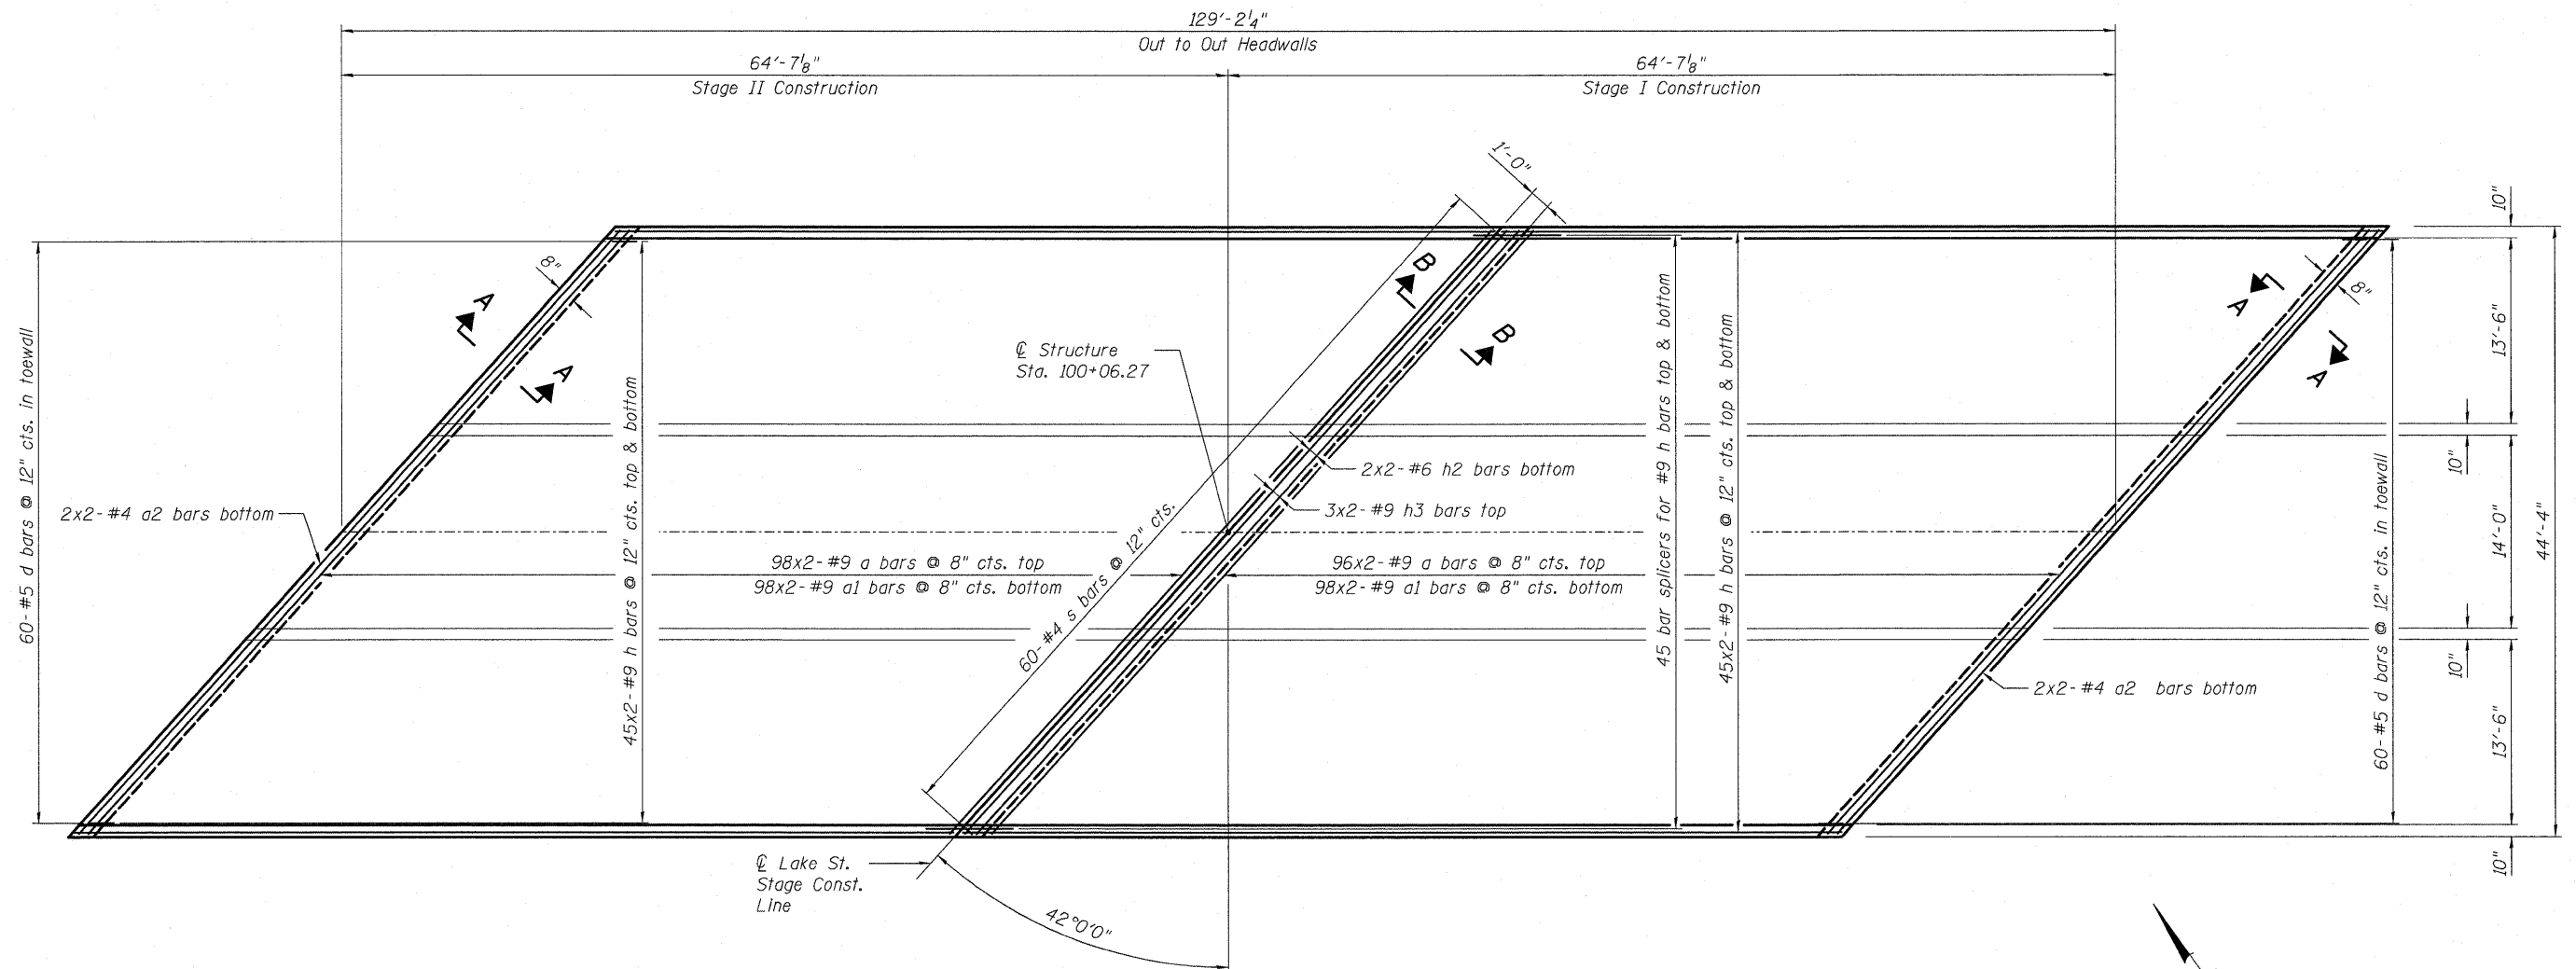 129'-2 1/4"
Out to Out Headwalls
64'-7 1/8"
Stage II Construction
64'-7 1/8"
Stage I Construction
1'-0"
10"
8"
A
A
B
B
A
A
8"
13'-6"
60-#5 d bars @ 12" cts. in toewall
℄ Structure
Sta. 100+06.27
45x2-#9 h bars @ 12" cts. top & bottom
45 bar splicers for #9 h bars top & bottom
45x2-#9 h bars @ 12" cts. top & bottom
2x2-#6 h2 bars bottom
10"
3x2-#9 h3 bars top
2x2-#4 a2 bars bottom
14'-0"
44'-4"
98x2-#9 a bars @ 8" cts. top
98x2-#9 a1 bars @ 8" cts. bottom
60-#4 s bars @ 12" cts.
96x2-#9 a bars @ 8" cts. top
98x2-#9 a1 bars @ 8" cts. bottom
60-#5 d bars @ 12" cts. in toewall
10"
2x2-#4 a2 bars bottom
13'-6"
10"
℄ Lake St.
Stage Const.
Line
42°0'0"